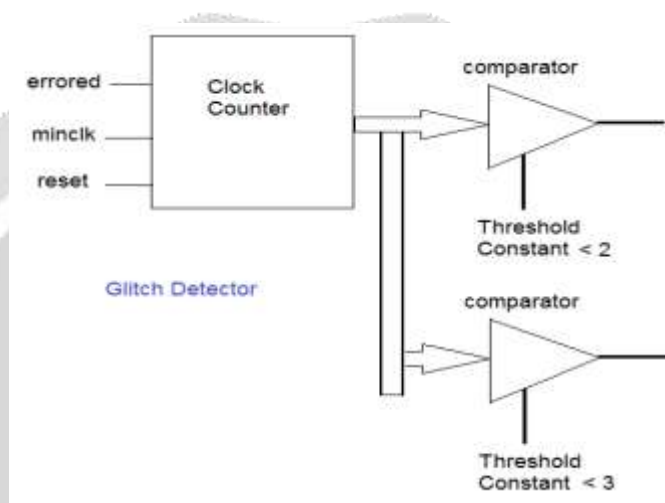 errored
minclk
reset
Clock
Counter
Glitch Detector
comparator
Threshold
Constant < 2
comparator
Threshold
Constant < 3